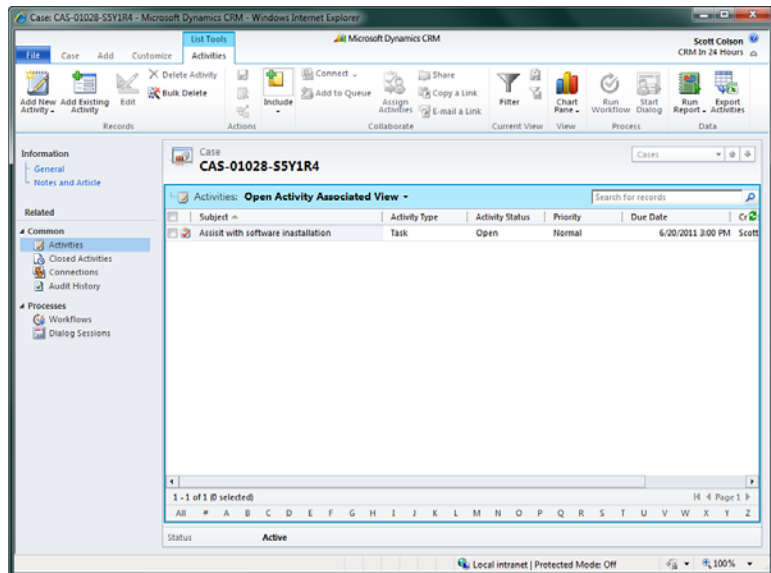 Case: CAS-01028-S5Y1R4 - Microsoft Dynamics CRM - Windows Internet Explorer
List Tools
Microsoft Dynamics CRM
Scott Colson
CRM In 24 Hours
File Case Add Customize Activities
Add New Activity
Add Existing Activity
Edit
Records
Delete Activity
Bulk Delete
Include
Actions
Connect
Add to Queue
Assign Activities
Share
Copy a Link
E-mail a Link
Collaborate
Filter
Current View
Chart Pane
View
Run Workflow
Start Dialog
Process
Run Report
Export Activities
Data
Information
General
Notes and Article
Related
Common
Activities
Closed Activities
Connections
Audit History
Processes
Workflows
Dialog Sessions
Case
CAS-01028-S5Y1R4
Cases
Activities: Open Activity Associated View
Search for records
Subject Activity Type Activity Status Priority Due Date Cr
Assisit with software inastallation Task Open Normal 6/20/2011 3:00 PM Scott
1 - 1 of 1 (0 selected)
Page 1
All # A B C D E F G H I J K L M N O P Q R S T U V W X Y Z
Status Active
Local intranet | Protected Mode: Off
100%